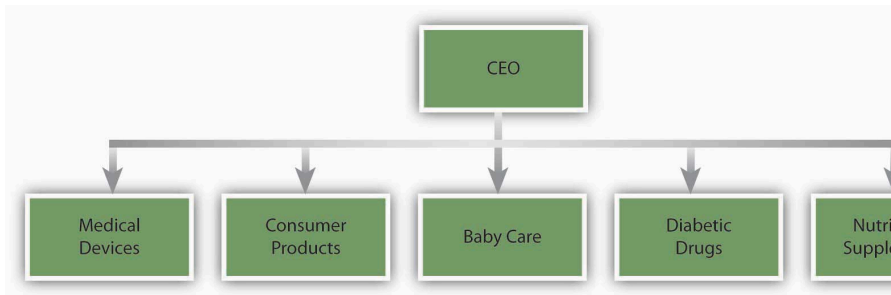 CEO
Medical
Devices
Consumer
Products
Baby Care
Diabetic
Drugs